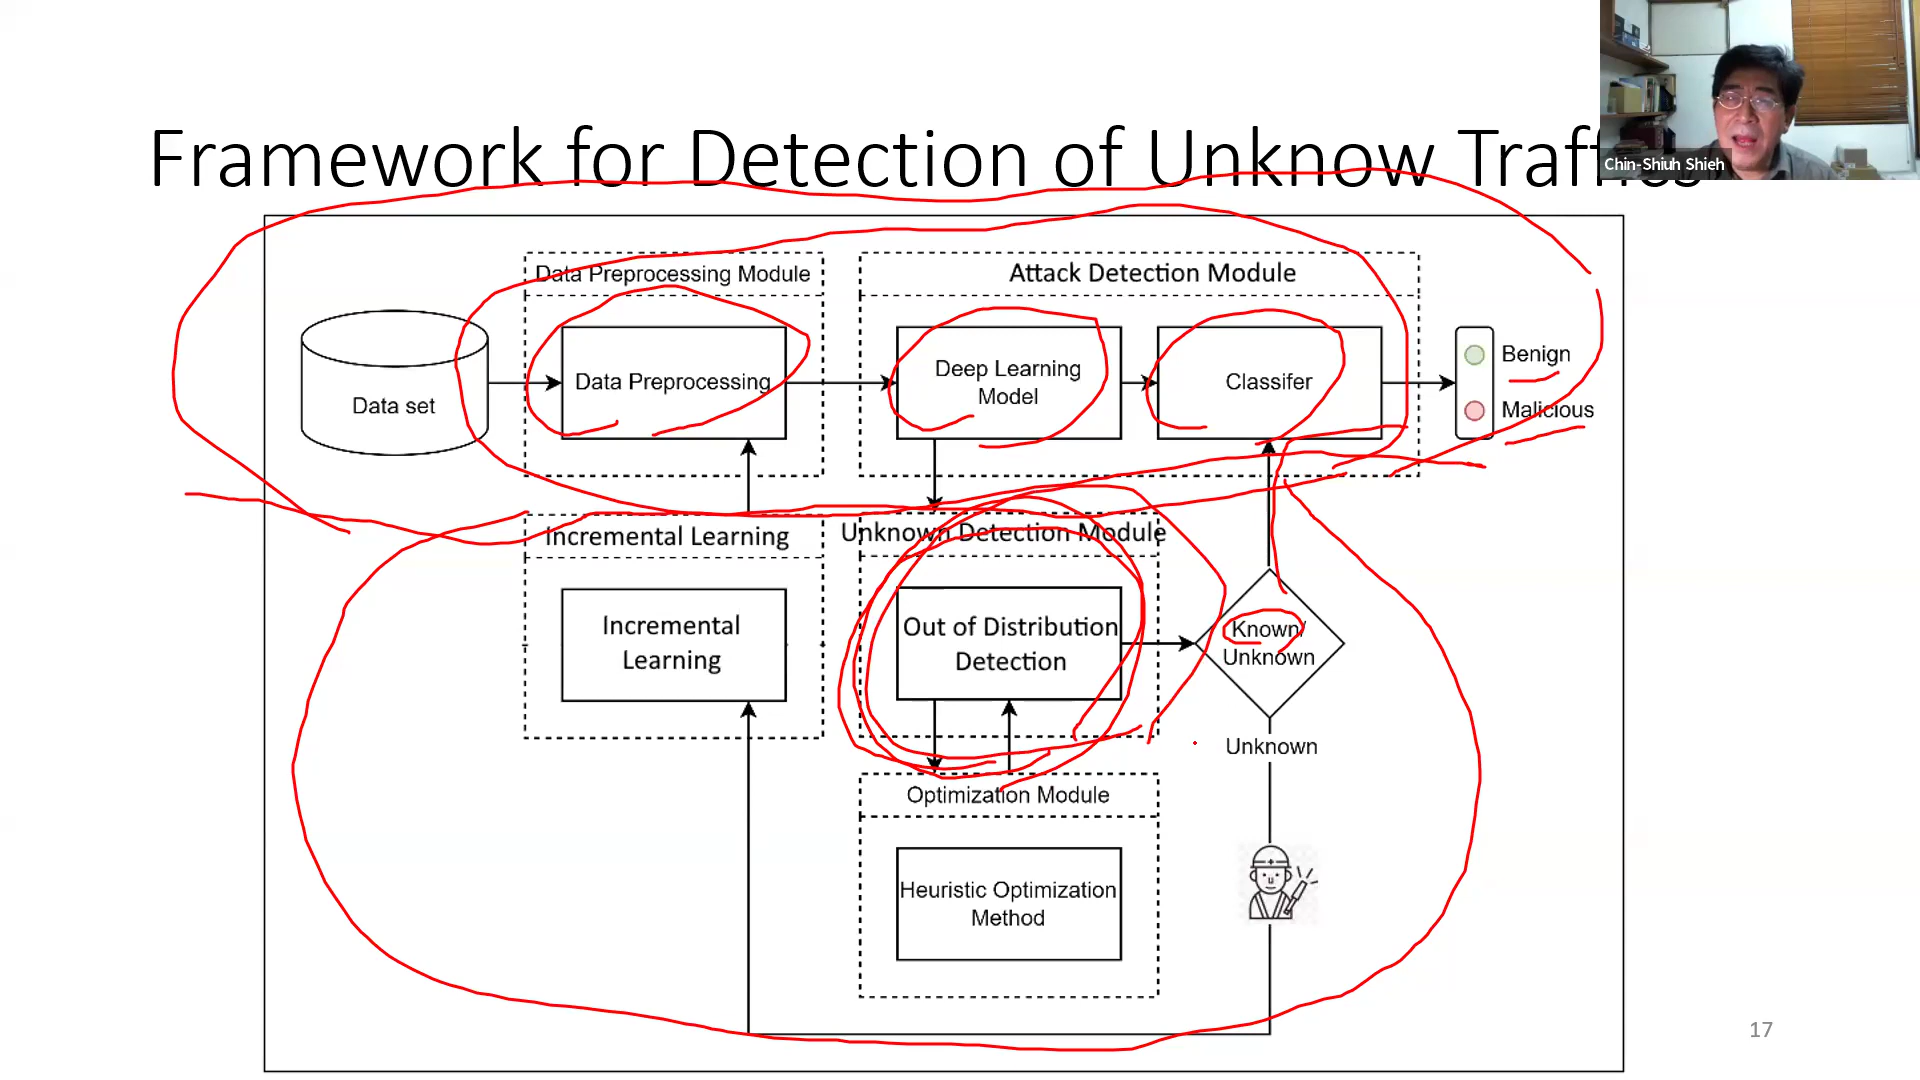 Framework for Detection of Unknow Traffics
Chin-Shiuh Shieh
Data Preprocessing Module
Attack Detection Module
Data set
Data Preprocessing
Deep Learning
Model
Classifer
Benign
Malicious
Incremental Learning
Unknown Detection Module
Incremental
Learning
Out of Distribution
Detection
Known/
Unknown
Unknown
Optimization Module
Heuristic Optimization
Method
17